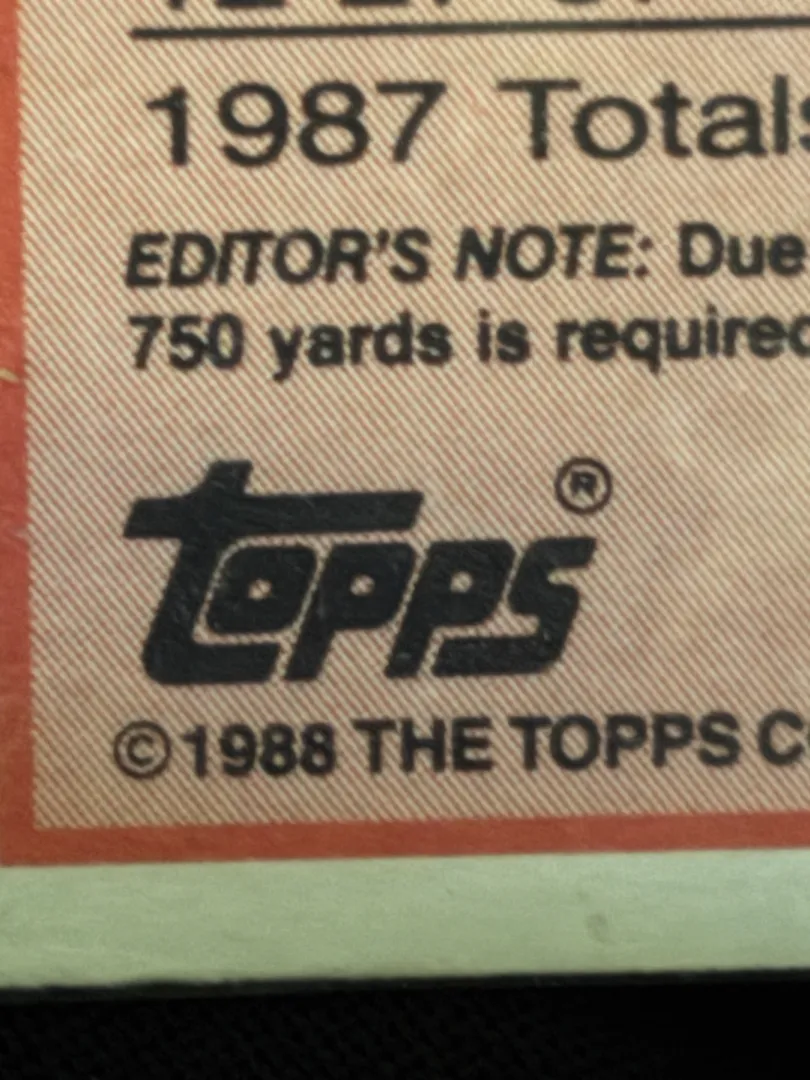 1987 Totals
EDITOR'S NOTE: Due
750 yards is required
topps®
©1988 THE TOPPS